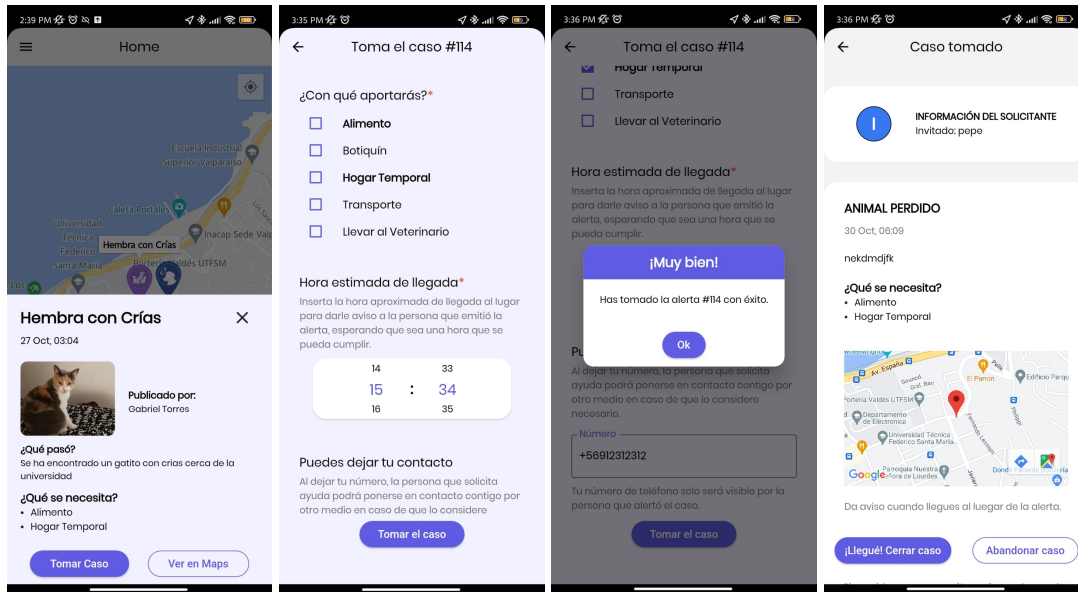 2:39 PM
Home
Escuela Industrial
Superior Valparaíso
Caleta Portales
Universidad
Técnica
Federico
Santa María
Inacap Sede Valp
Hembra con Crías
Portería Valdés UTFSM
Los
Hembra con Crías
27 Oct, 03:04
Publicado por:
Gabriel Torres
¿Qué pasó?
Se ha encontrado un gatito con crias cerca de la
universidad
¿Qué se necesita?
• Alimento
• Hogar Temporal
Tomar Caso
Ver en Maps
3:35 PM
Toma el caso #114
¿Con qué aportarás?*
Alimento
Botiquín
Hogar Temporal
Transporte
Llevar al Veterinario
Hora estimada de llegada*
Inserta la hora aproximada de llegada al lugar
para darle aviso a la persona que emitió la
alerta, esperando que sea una hora que se
pueda cumplir.
14 33
15 : 34
16 35
Puedes dejar tu contacto
Al dejar tu número, la persona que solicita
ayuda podrá ponerse en contacto contigo por
otro medio en caso de que lo considere
Tomar el caso
3:36 PM
Toma el caso #114
Hogar Temporal
Transporte
Llevar al Veterinario
Hora estimada de llegada*
Inserta la hora aproximada de llegada al lugar
para darle aviso a la persona que emitió la
alerta, esperando que sea una hora que se
pueda cumplir.
¡Muy bien!
Has tomado la alerta #114 con éxito.
Ok
Pu
Al dejar tu número, la persona que solicita
ayuda podrá ponerse en contacto contigo por
otro medio en caso de que lo considere
necesario.
Número
+56912312312
Tu número de teléfono solo será visible por la
persona que alertó el caso.
Tomar el caso
3:36 PM
Caso tomado
I
INFORMACIÓN DEL SOLICITANTE
Invitado: pepe
ANIMAL PERDIDO
30 Oct, 06:09
nekdmdjfk
¿Qué se necesita?
• Alimento
• Hogar Temporal
Av. España
El Parron
Pelle
Edificio Parqu
Gral. Ban
Portería Valdés UTFSM
Departamento
de Electronica
Philippi
Fernando Lesseps
Universidad Técnica
Federico Santa María...
Parroquia Nuestra
Señora de Lourdes
Javier
Google
Da aviso cuando llegues al luegar de la alerta.
¡Llegué! Cerrar caso
Abandonar caso